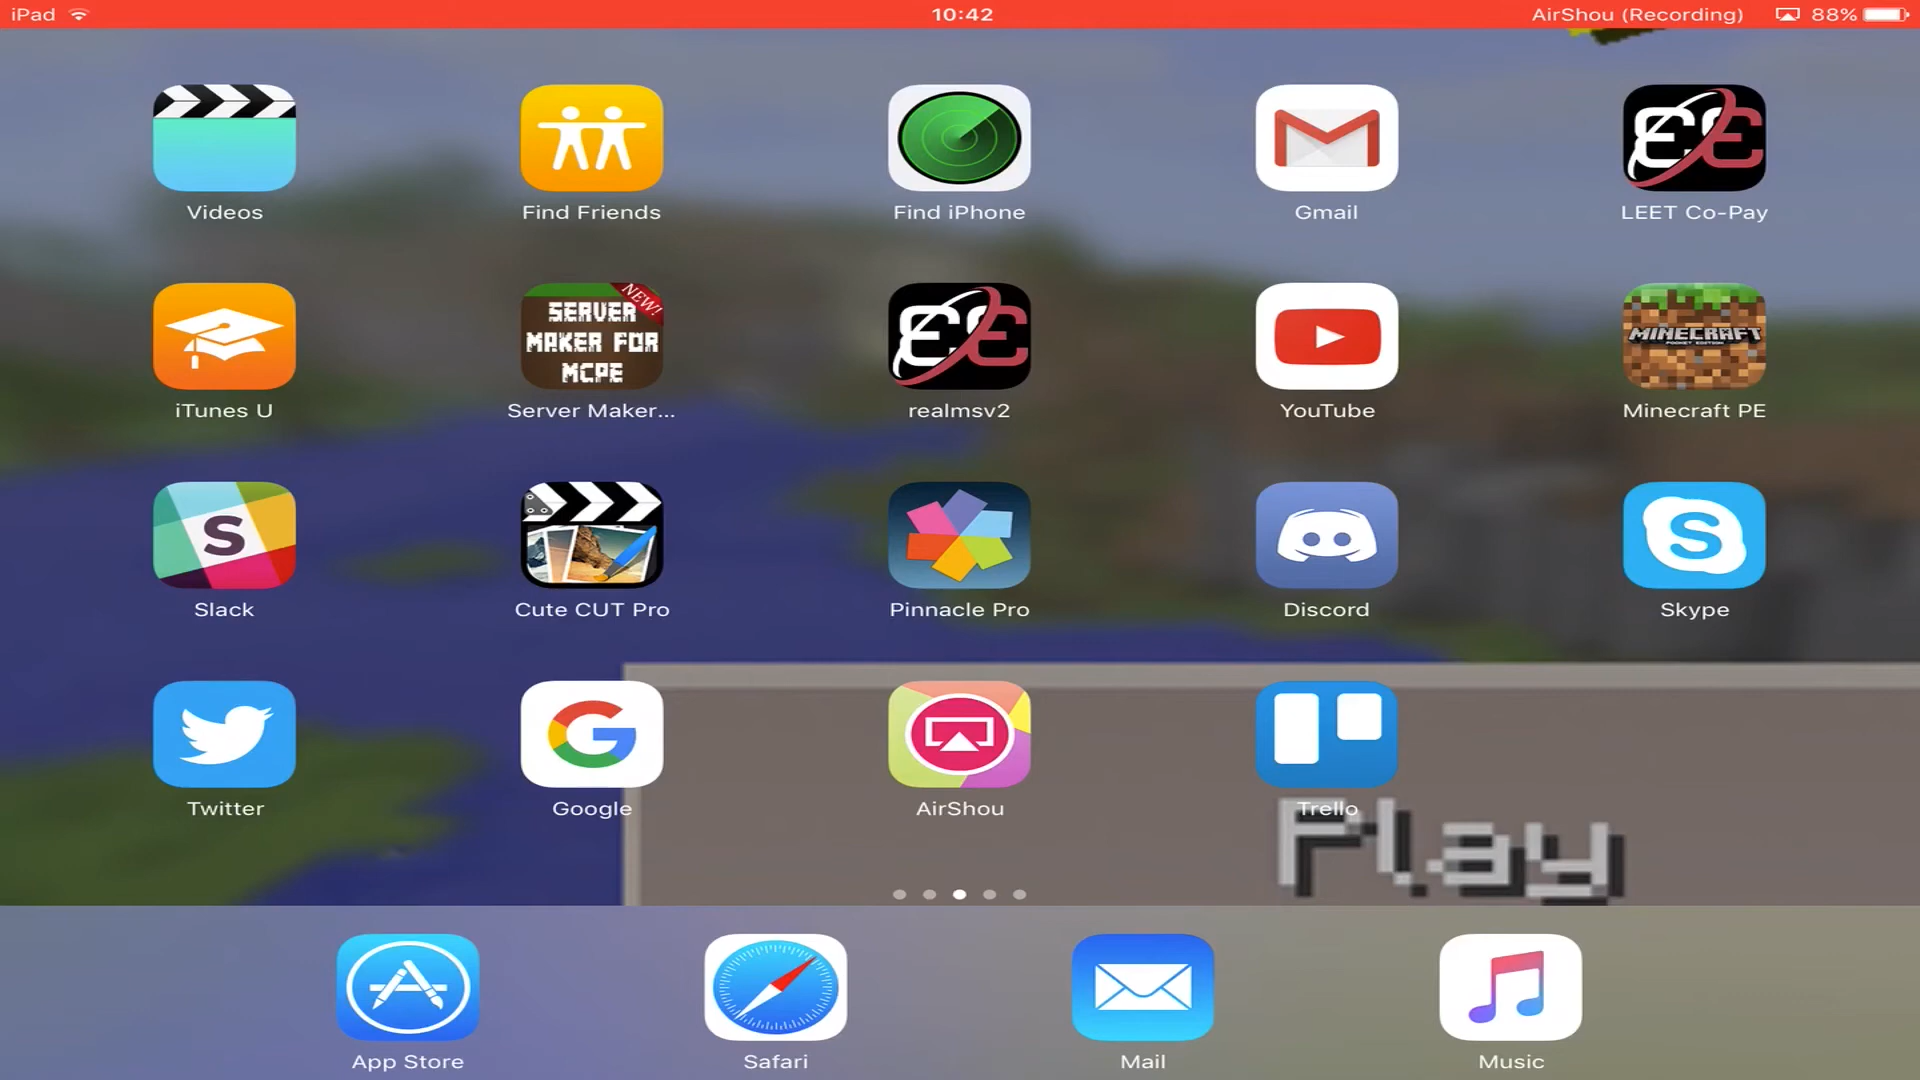 iPad 10:42 AirShou (Recording) 88%
Videos Find Friends Find iPhone Gmail LEET Co-Pay
NEW!
SERVER
MAKER FOR
MCPE
MINECRAFT
POCKET EDITION
iTunes U Server Maker... realmsv2 YouTube Minecraft PE
S S
Slack Cute CUT Pro Pinnacle Pro Discord Skype
G
Twitter Google AirShou Trello
Play
App Store Safari Mail Music